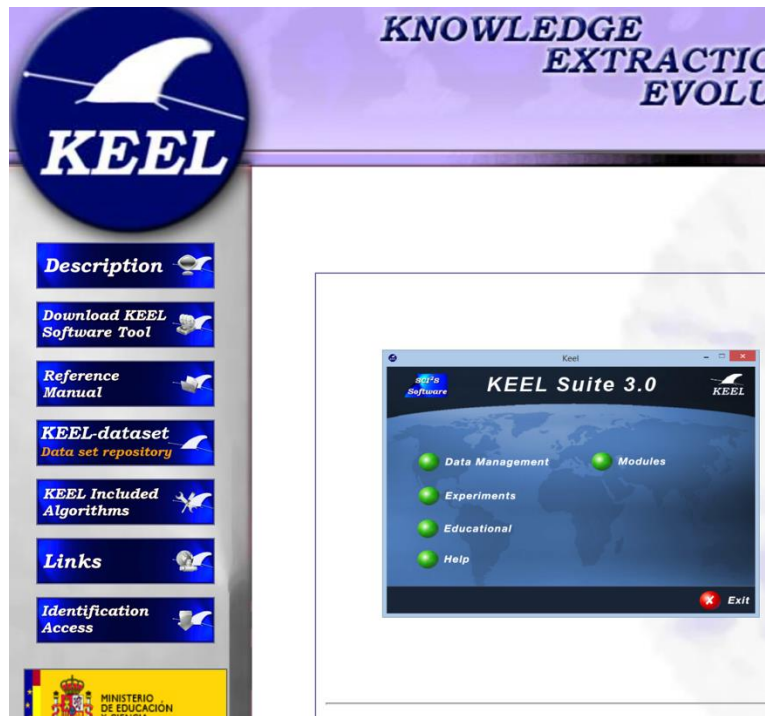 KNOWLEDGE
EXTRACTIO
EVOLU
KEEL
Description
Download KEEL
Software Tool
Reference
Manual
KEEL-dataset
Data set repository
KEEL Included
Algorithms
Links
Identification
Access
MINISTERIO
DE EDUCACIÓN
Y CIENCIA
Keel
SCI²S
Software
KEEL Suite 3.0
KEEL
Data Management
Modules
Experiments
Educational
Help
Exit